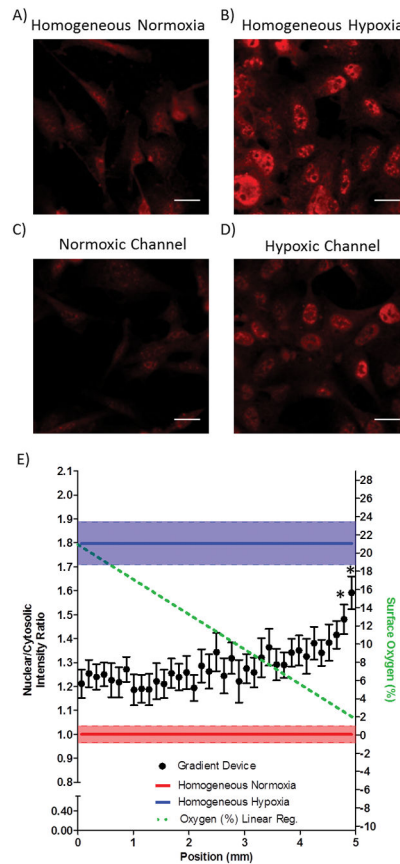 A)
Homogeneous Normoxia
B)
Homogeneous Hypoxia
C)
Normoxic Channel
D)
Hypoxic Channel
E)
2.1
2.0
1.9
1.8
1.7
1.6
1.5
1.4
1.3
1.2
1.1
1.0
0.9
0.8
0.40
0.00
Nuclear/Cytosolic
Intensity Ratio
28
26
24
22
20
18
16
14
12
10
8
6
4
2
0
-2
-4
-6
-8
-10
Surface Oxygen (%)
*
*
Gradient Device
Homogeneous Normoxia
Homogeneous Hypoxia
Oxygen (%) Linear Reg.
0 1 2 3 4 5
Position (mm)